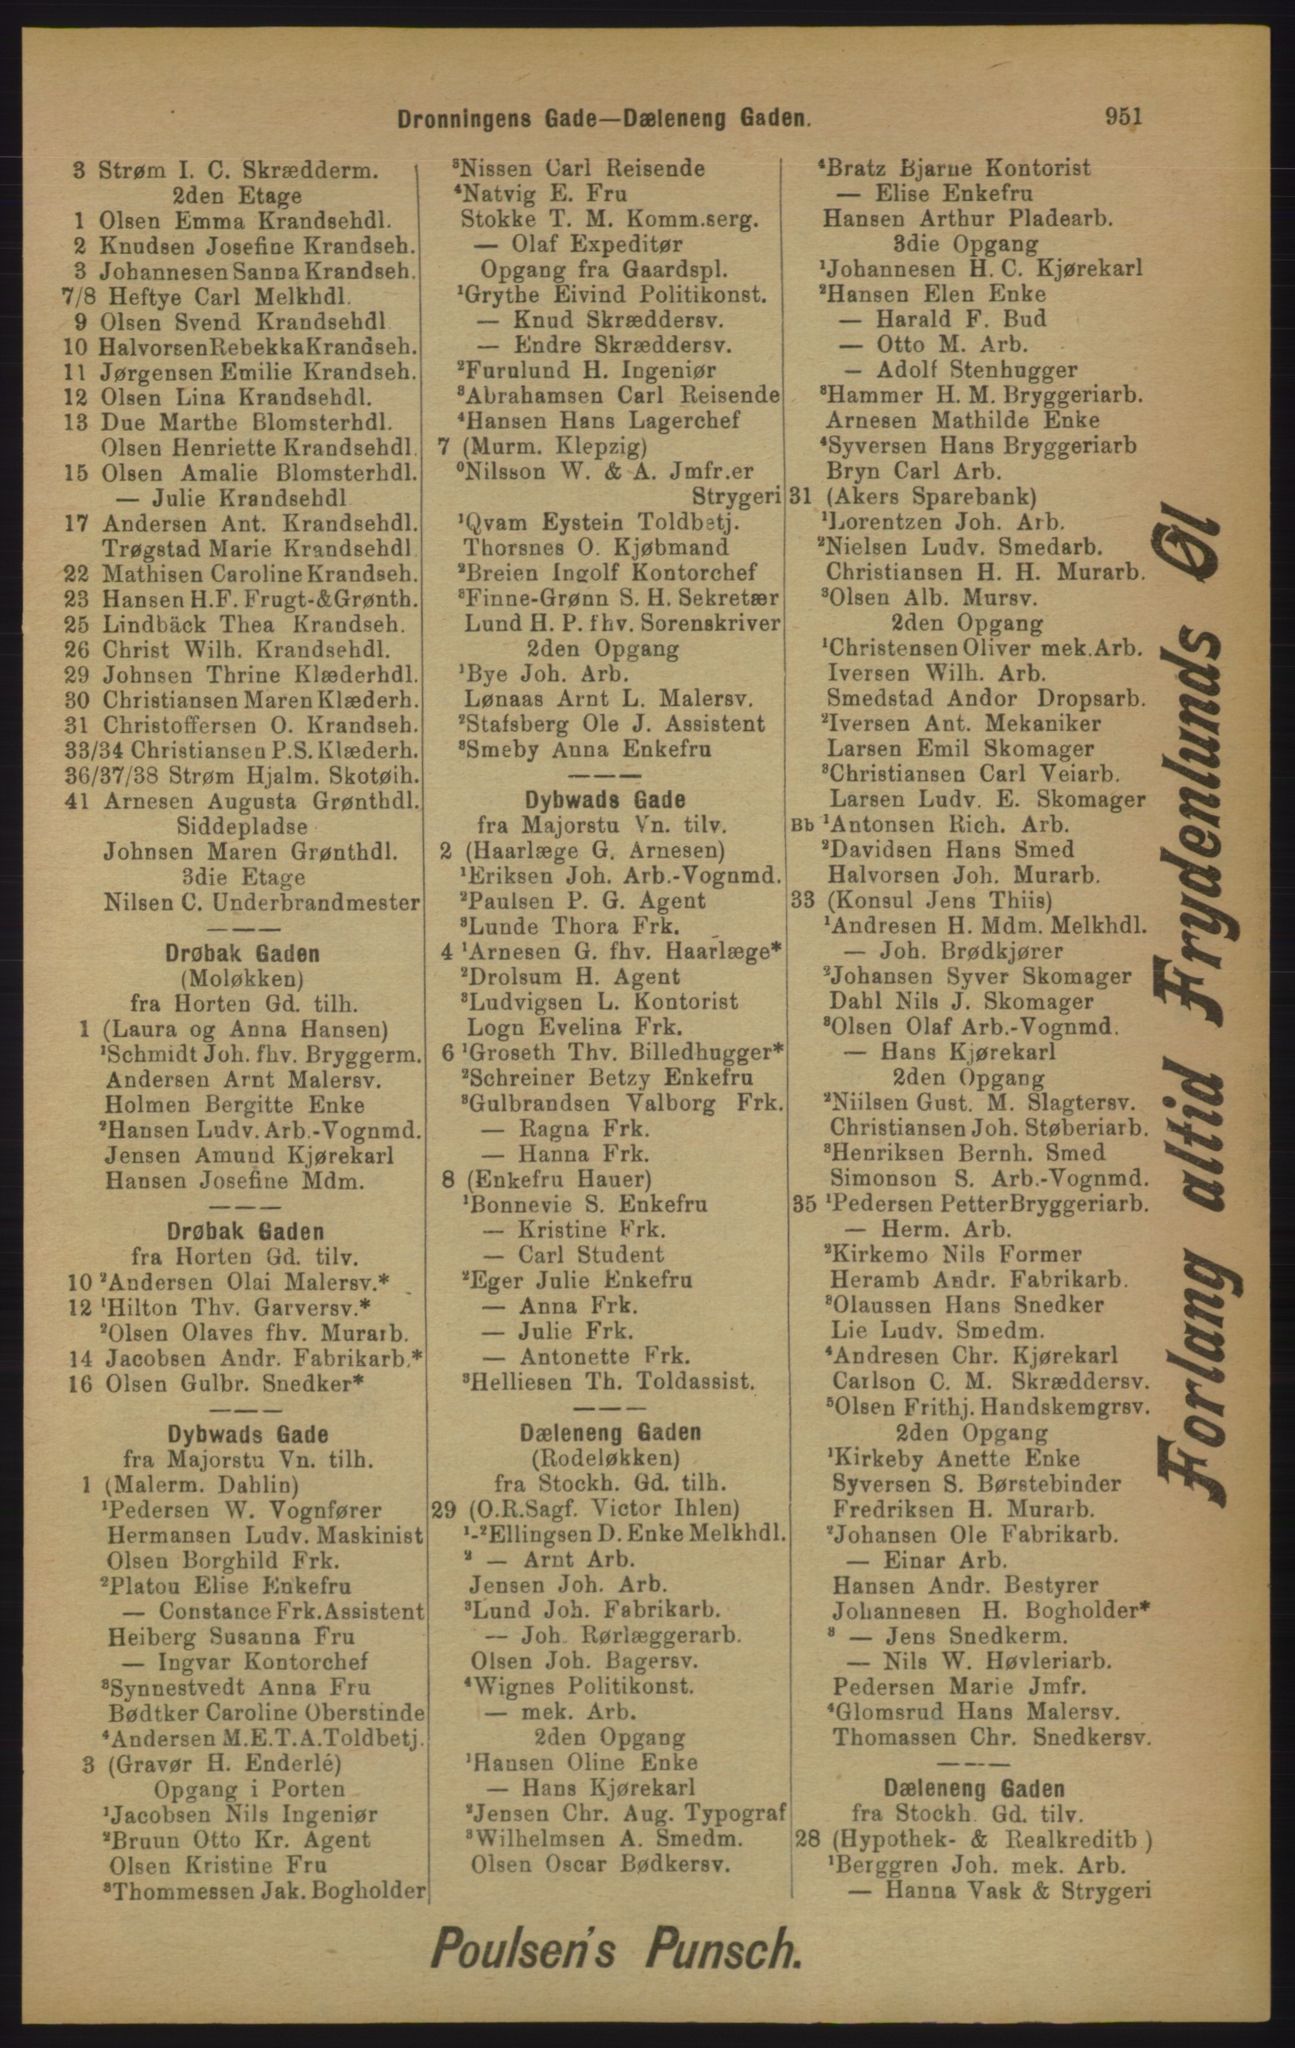 Dronningens Gade—Dæleneng Gaden.
951
3 Strøm I. C. Skrædderm.
2den Etage
1 Olsen Emma Krandsehdl.
2 Knudsen Josefine Krandseh.
3 Johannesen Sanna Krandseh.
7/8 Heftye Carl Melkhdl.
9 Olsen Svend Krandsehdl
10 Halvorsen Rebekka Krandseh.
11 Jørgensen Emilie Krandseh.
12 Olsen Lina Krandsehdl.
13 Due Marthe Blomsterhdl.
Olsen Henriette Krandsehdl.
15 Olsen Amalie Blomsterhdl.
— Julie Krandsehdl
17 Andersen Ant. Krandsehdl.
Trøgstad Marie Krandsehdl
22 Mathisen Caroline Krandseh.
23 Hansen H.F. Frugt-&Grønth.
25 Lindbäck Thea Krandseh.
26 Christ Wilh. Krandsehdl.
29 Johnsen Thrine Klæderhdl.
30 Christiansen Maren Klæderh.
31 Christoffersen O. Krandseh.
33/34 Christiansen P.S. Klæderh.
36/37/38 Strøm Hjalm. Skotøih.
41 Arnesen Augusta Grønthdl.
Siddepladse
Johnsen Maren Grønthdl.
3die Etage
Nilsen C. Underbrandmester
— — —
Drøbak Gaden
(Moløkken)
fra Horten Gd. tilh.
1 (Laura og Anna Hansen)
¹Schmidt Joh. fhv. Bryggerm.
Andersen Arnt Malersv.
Holmen Bergitte Enke
²Hansen Ludv. Arb.-Vognmd.
Jensen Amund Kjørekarl
Hansen Josefine Mdm.
— — —
Drøbak Gaden
fra Horten Gd. tilv.
10 ²Andersen Olai Malersv.*
12 ¹Hilton Thv. Garversv.*
²Olsen Olaves fhv. Murarb.
14 Jacobsen Andr. Fabrikarb.*
16 Olsen Gulbr. Snedker*
— — —
Dybwads Gade
fra Majorstu Vn. tilh.
1 (Malerm. Dahlin)
¹Pedersen W. Vognfører
Hermansen Ludv. Maskinist
Olsen Borghild Frk.
²Platou Elise Enkefru
— Constance Frk. Assistent
Heiberg Susanna Fru
— Ingvar Kontorchef
³Synnestvedt Anna Fru
Bødtker Caroline Oberstinde
⁴Andersen M.E.T.A. Toldbetj.
3 (Gravør H. Enderlé)
Opgang i Porten
¹Jacobsen Nils Ingeniør
²Bruun Otto Kr. Agent
Olsen Kristine Fru
³Thommessen Jak. Bogholder
³Nissen Carl Reisende
⁴Natvig E. Fru
Stokke T. M. Komm.serg.
— Olaf Expeditør
Opgang fra Gaardspl.
¹Grythe Eivind Politikonst.
— Knud Skræddersv.
— Endre Skræddersv.
²Furulund H. Ingeniør
³Abrahamsen Carl Reisende
⁴Hansen Hans Lagerchef
7 (Murm. Klepzig)
⁰Nilsson W. & A. Jmfr.er
Strygeri
¹Qvam Eystein Toldbetj.
Thorsnes O. Kjøbmand
²Breien Ingolf Kontorchef
³Finne-Grønn S. H. Sekretær
Lund H. P. fhv. Sorenskriver
2den Opgang
¹Bye Joh. Arb.
Lønaas Arnt L. Malersv.
²Stafsberg Ole J. Assistent
³Smeby Anna Enkefru
— — —
Dybwads Gade
fra Majorstu Vn. tilv.
2 (Haarlæge G. Arnesen)
¹Eriksen Joh. Arb.-Vognmd.
²Paulsen P. G. Agent
³Lunde Thora Frk.
4 ¹Arnesen G. fhv. Haarlæge*
²Drolsum H. Agent
³Ludvigsen L. Kontorist
Logn Evelina Frk.
6 ¹Groseth Thv. Billedhugger*
²Schreiner Betzy Enkefru
³Gulbrandsen Valborg Frk.
— Ragna Frk.
— Hanna Frk.
8 (Enkefru Hauer)
¹Bonnevie S. Enkefru
— Kristine Frk.
— Carl Student
²Eger Julie Enkefru
— Anna Frk.
— Julie Frk.
— Antonette Frk.
³Helliesen Th. Toldassist.
— — —
Dæleneng Gaden
(Rodeløkken)
fra Stockh. Gd. tilh.
29 (O.R.Sagf. Victor Ihlen)
¹-²Ellingsen D. Enke Melkhdl.
² — Arnt Arb.
Jensen Joh. Arb.
³Lund Joh. Fabrikarb.
— Joh. Rørlæggerarb.
Olsen Joh. Bagersv.
⁴Wignes Politikonst.
— mek. Arb.
2den Opgang
¹Hansen Oline Enke
— Hans Kjørekarl
²Jensen Chr. Aug. Typograf
³Wilhelmsen A. Smedm.
Olsen Oscar Bødkersv.
⁴Bratz Bjarne Kontorist
— Elise Enkefru
Hansen Arthur Pladearb.
3die Opgang
¹Johannesen H. C. Kjørekarl
²Hansen Elen Enke
— Harald F. Bud
— Otto M. Arb.
— Adolf Stenhugger
³Hammer H. M. Bryggeriarb.
Arnesen Mathilde Enke
⁴Syversen Hans Bryggeriarb
Bryn Carl Arb.
31 (Akers Sparebank)
¹Lorentzen Joh. Arb.
²Nielsen Ludv. Smedarb.
Christiansen H. H. Murarb.
³Olsen Alb. Mursv.
2den Opgang
¹Christensen Oliver mek. Arb.
Iversen Wilh. Arb.
Smedstad Andor Dropsarb.
²Iversen Ant. Mekaniker
Larsen Emil Skomager
³Christiansen Carl Veiarb.
Larsen Ludv. E. Skomager
Bb ¹Antonsen Rich. Arb.
²Davidsen Hans Smed
Halvorsen Joh. Murarb.
33 (Konsul Jens Thiis)
¹Andresen H. Mdm. Melkhdl.
— Joh. Brødkjører
²Johansen Syver Skomager
Dahl Nils J. Skomager
³Olsen Olaf Arb.-Vognmd.
— Hans Kjørekarl
2den Opgang
²Niilsen Gust. M. Slagtersv.
Christiansen Joh. Støberiarb.
³Henriksen Bernh. Smed
Simonson S. Arb.-Vognmd.
35 ¹Pedersen Petter Bryggeriarb.
— Herm. Arb.
²Kirkemo Nils Former
Heramb Andr. Fabrikarb.
³Olaussen Hans Snedker
Lie Ludv. Smedm.
⁴Andresen Chr. Kjørekarl
Carlson C. M. Skræddersv.
⁵Olsen Frithj. Handskemgrsv.
2den Opgang
¹Kirkeby Anette Enke
Syversen S. Børstebinder
Fredriksen H. Murarb.
²Johansen Ole Fabrikarb.
— Einar Arb.
Hansen Andr. Bestyrer
Johannesen H. Bogholder*
³ — Jens Snedkerm.
— Nils W. Høvleriarb.
Pedersen Marie Jmfr.
⁴Glomsrud Hans Malersv.
Thomassen Chr. Snedkersv.
— — —
Dæleneng Gaden
fra Stockh. Gd. tilv.
28 (Hypothek- & Realkreditb )
¹Berggren Joh. mek. Arb.
— Hanna Vask & Strygeri
Forlang altid Frydenlunds Øl
Poulsen's Punsch.